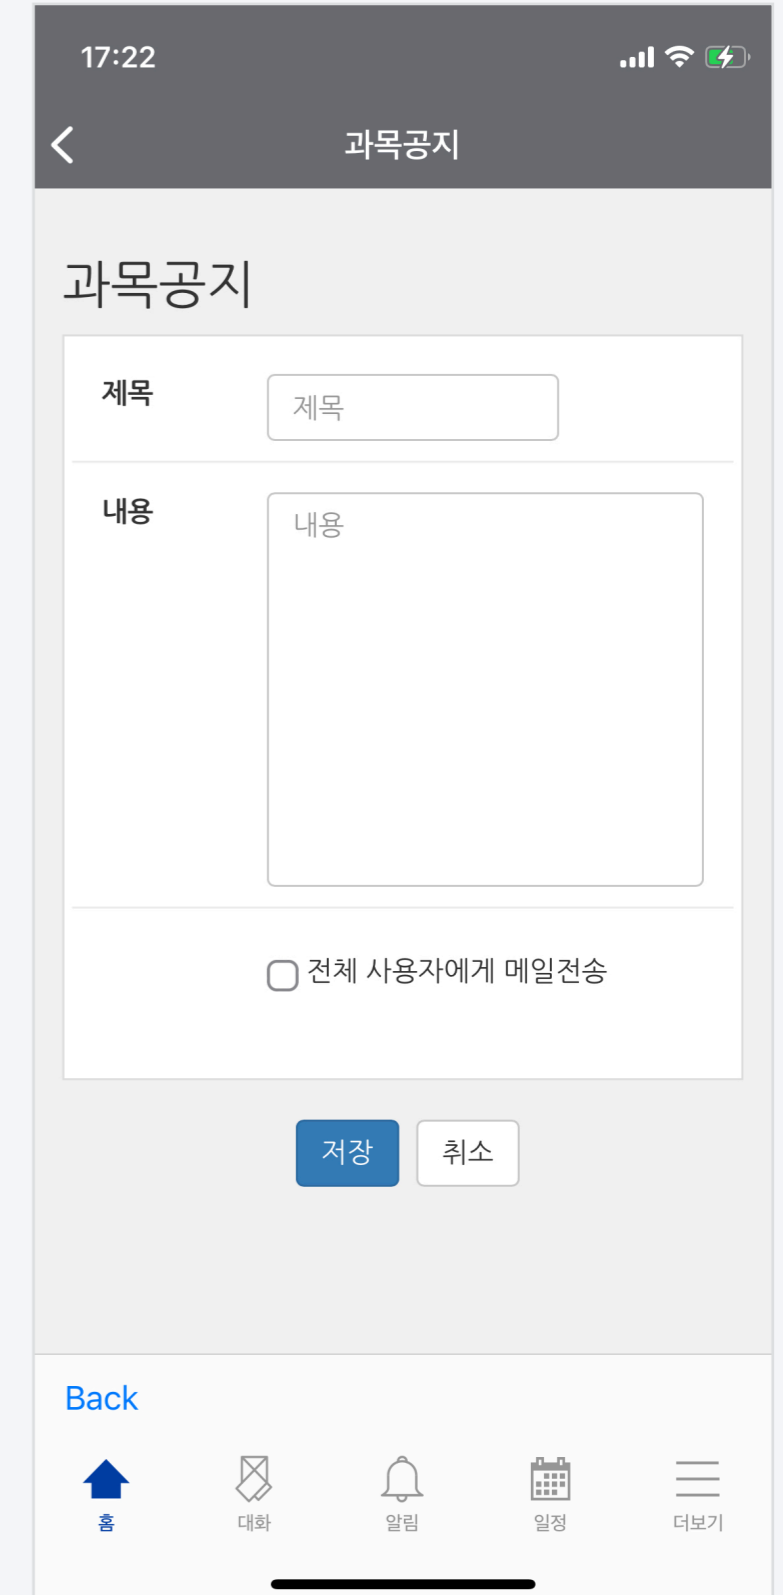 17:22
과목공지
과목공지
제목
제목
내용
내용
전체 사용자에게 메일전송
저장 취소
Back
홈 대화 알림 일정 더보기